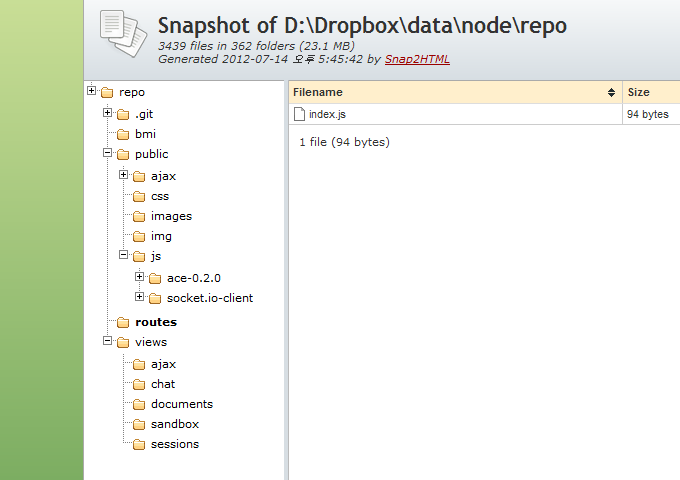 Snapshot of D:\Dropbox\data\node\repo
3439 files in 362 folders (23.1 MB)
Generated 2012-07-14 오후 5:45:42 by Snap2HTML
repo
.git
bmi
public
ajax
css
images
img
js
ace-0.2.0
socket.io-client
routes
views
ajax
chat
documents
sandbox
sessions
Filename Size
index.js 94 bytes
1 file (94 bytes)